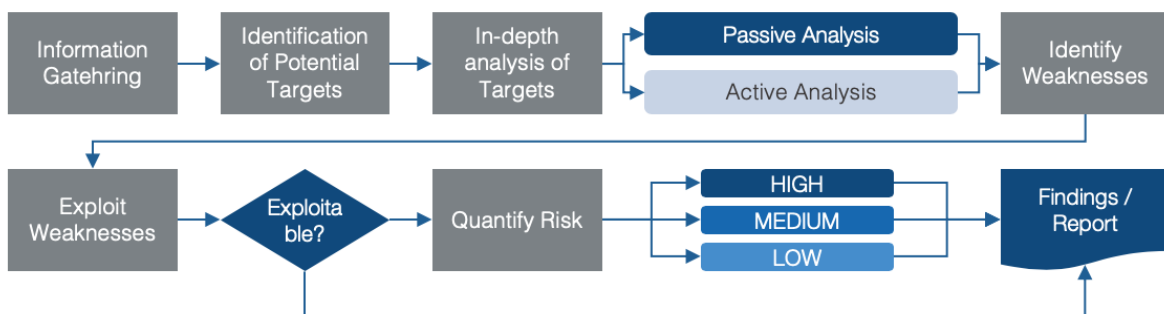 Information
Gatehring
Identification
of Potential
Targets
In-depth
analysis of
Targets
Passive Analysis
Active Analysis
Identify
Weaknesses
Exploit
Weaknesses
Exploita
ble?
Quantify Risk
HIGH
MEDIUM
LOW
Findings /
Report